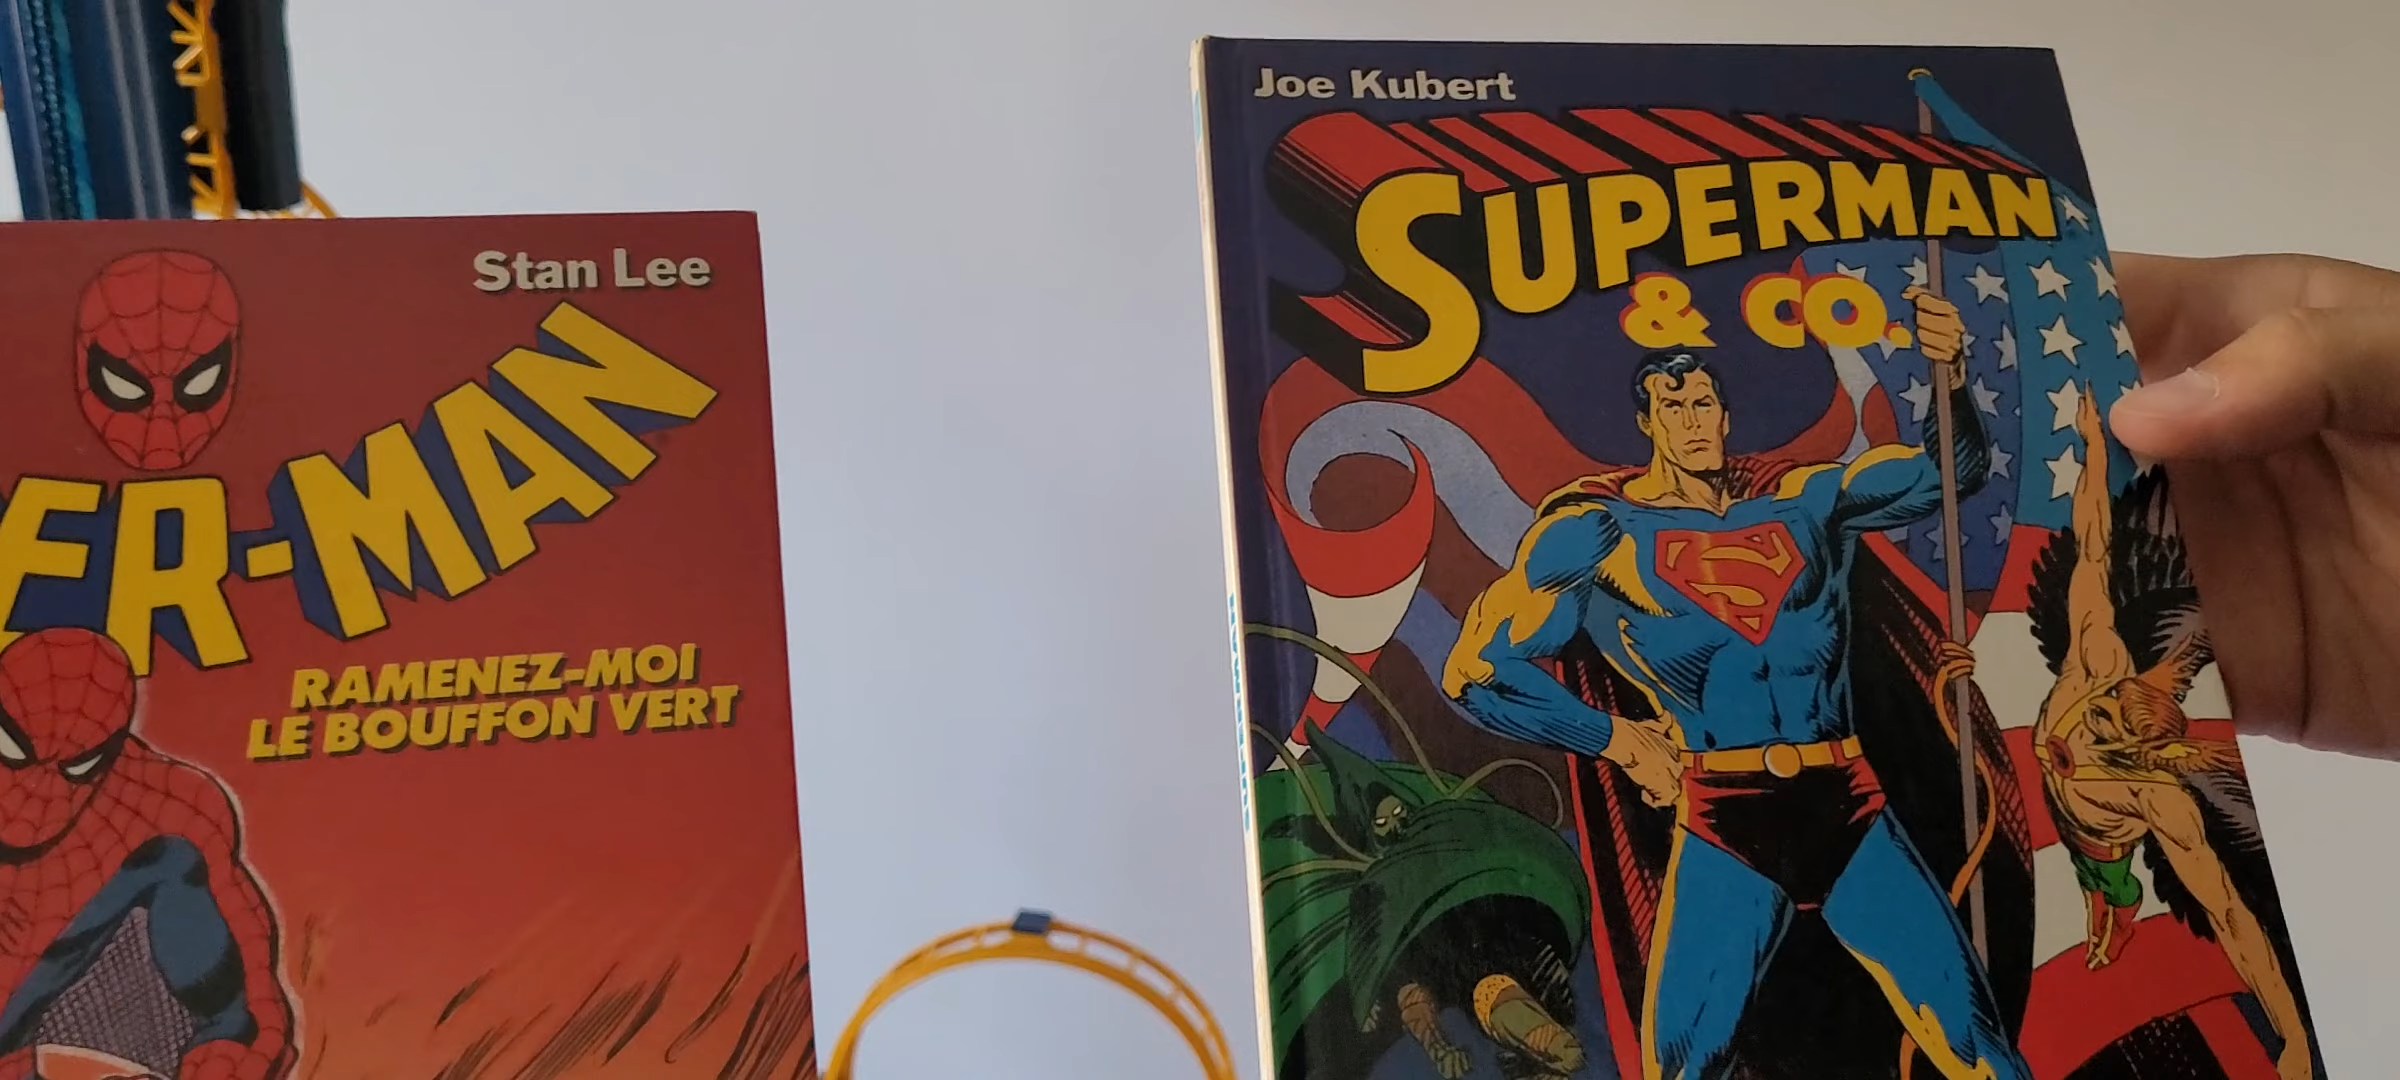 Stan Lee
ER-MAN
RAMENEZ-MOI
LE BOUFFON VERT
Joe Kubert
SUPERMAN
& CO.
S